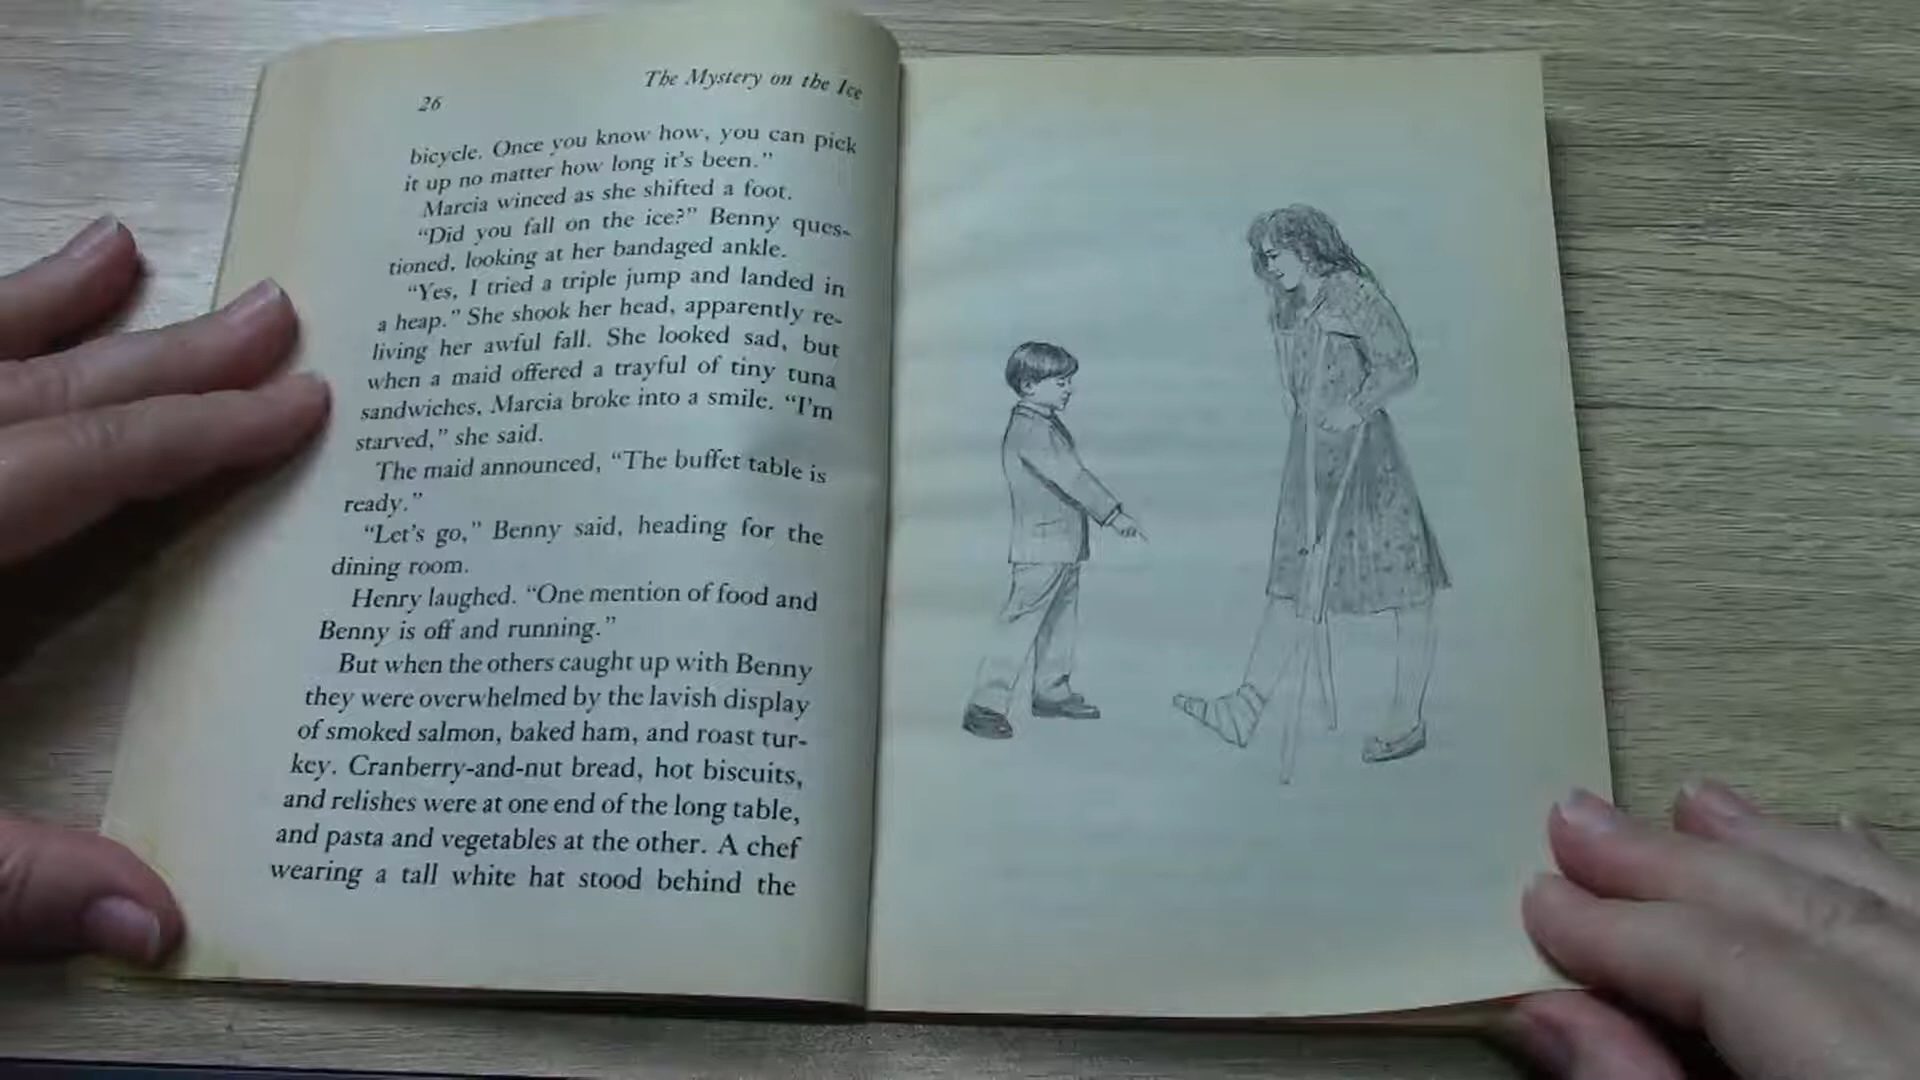 26
The Mystery on the Ice
bicycle. Once you know how, you can pick
it up no matter how long it's been.”
Marcia winced as she shifted a foot.
“Did you fall on the ice?” Benny ques-
tioned, looking at her bandaged ankle.
“Yes, I tried a triple jump and landed in
a heap.” She shook her head, apparently re-
living her awful fall. She looked sad, but
when a maid offered a trayful of tiny tuna
sandwiches, Marcia broke into a smile. “I'm
starved,” she said.
The maid announced, “The buffet table is
ready.”
“Let's go,” Benny said, heading for the
dining room.
Henry laughed. “One mention of food and
Benny is off and running.”
But when the others caught up with Benny
they were overwhelmed by the lavish display
of smoked salmon, baked ham, and roast tur-
key. Cranberry-and-nut bread, hot biscuits,
and relishes were at one end of the long table,
and pasta and vegetables at the other. A chef
wearing a tall white hat stood behind the